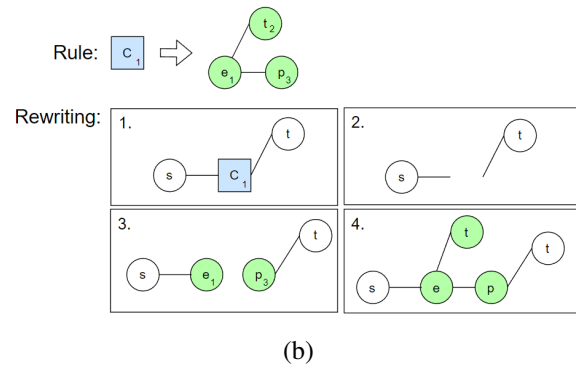 Rule: C1 e1 t2 p3
Rewriting:
1. s C1 t
2. s t
3. s e1 p3 t
4. s e t p t
(b)